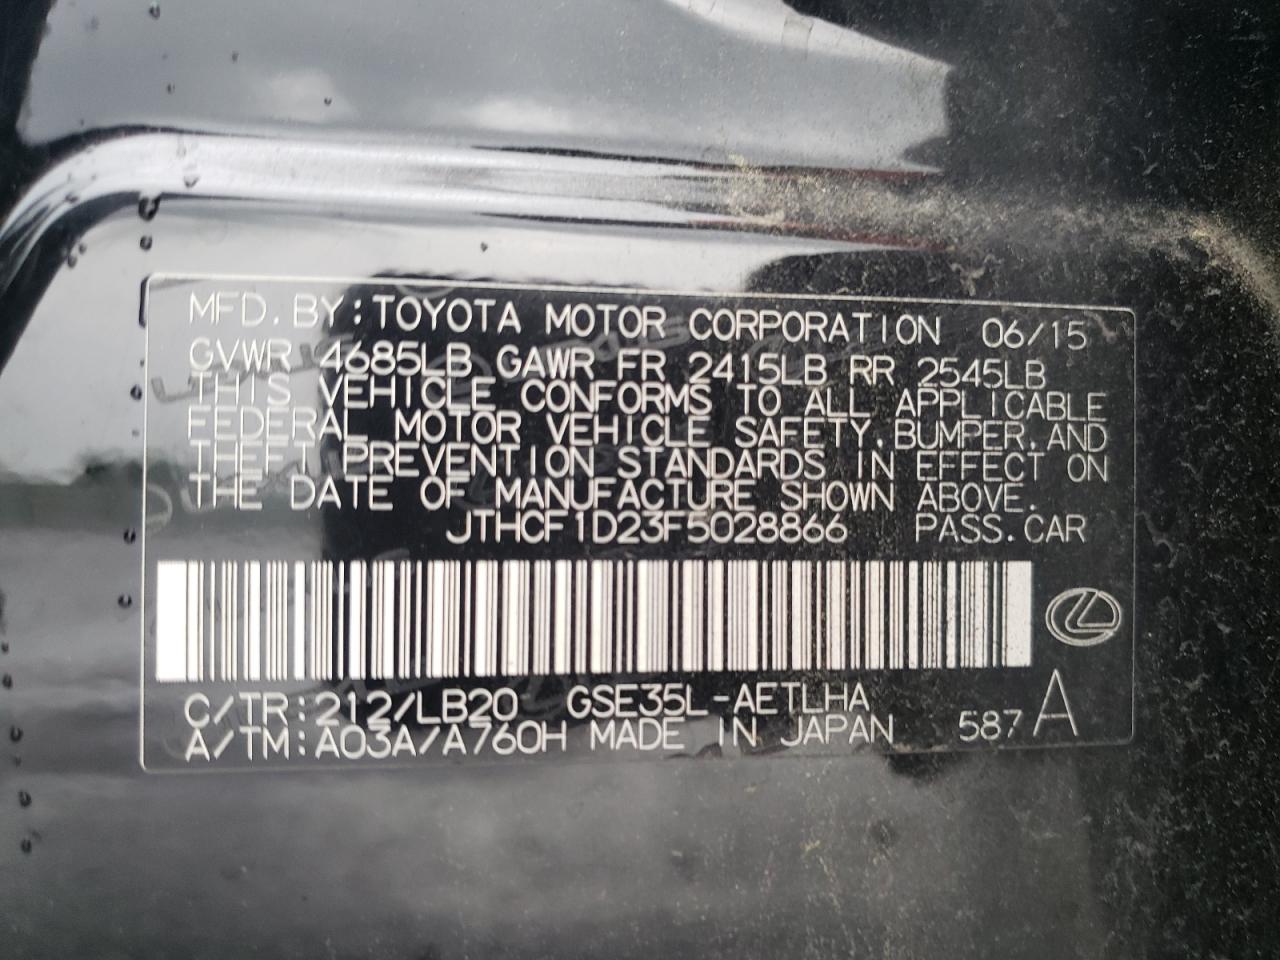 MFD. BY: TOYOTA MOTOR CORPORATION 06/15
GVWR 4685LB GAWR FR 2415LB RR 2545LB
THIS VEHICLE CONFORMS TO ALL APPLICABLE
FEDERAL MOTOR VEHICLE SAFETY, BUMPER, AND
THEFT PREVENTION STANDARDS IN EFFECT ON
THE DATE OF MANUFACTURE SHOWN ABOVE.
JTHCF1D23F5028866 PASS. CAR
C/TR: 212/LB20 GSE35L-AETLHA
A/TM: A03A/A760H MADE IN JAPAN 587 A